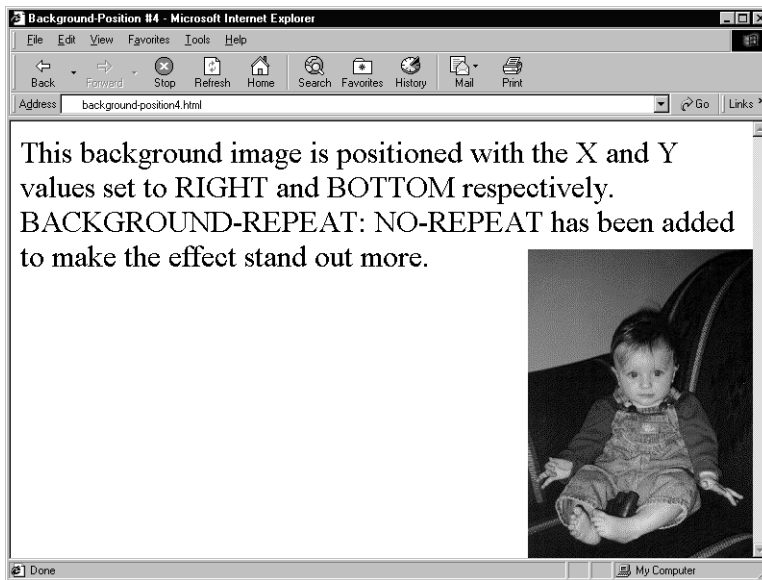 Background-Position #4 - Microsoft Internet Explorer
File Edit View Favorites Tools Help
Back Forward Stop Refresh Home Search Favorites History Mail Print
Address background-position4.html Go Links »
This background image is positioned with the X and Y
values set to RIGHT and BOTTOM respectively.
BACKGROUND-REPEAT: NO-REPEAT has been added
to make the effect stand out more.
Done My Computer